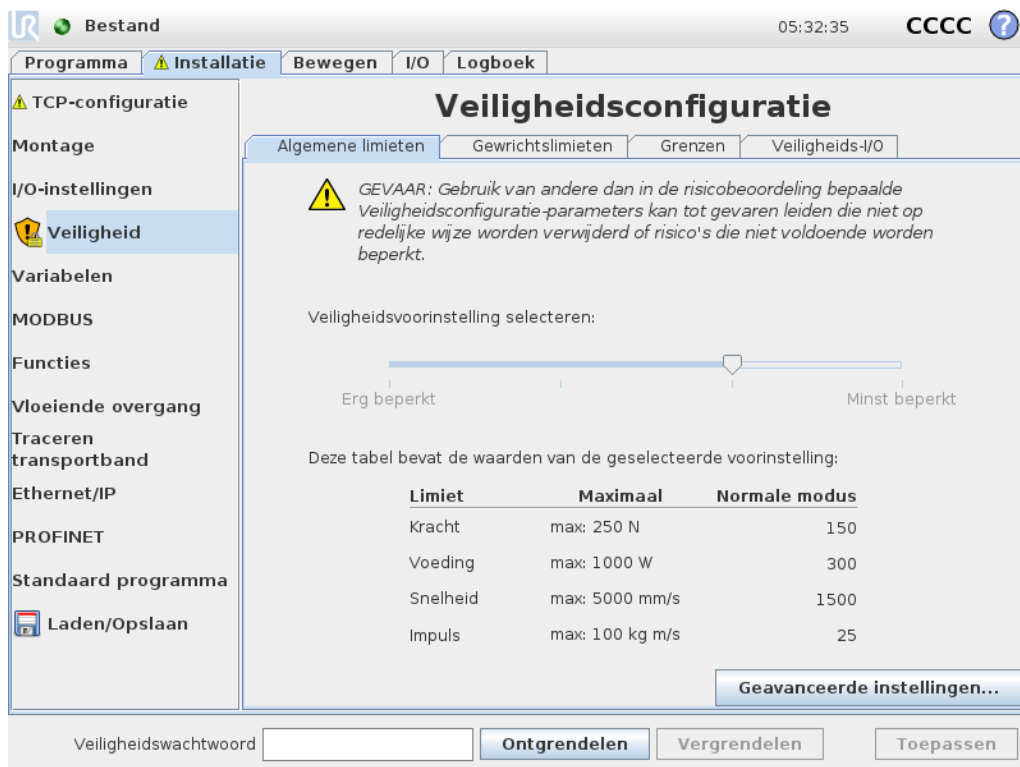 UR Bestand 05:32:35 CCCC ?
Programma Installatie Bewegen I/O Logboek
TCP-configuratie
Montage
I/O-instellingen
Veiligheid
Variabelen
MODBUS
Functies
Vloeiende overgang
Traceren
transportband
Ethernet/IP
PROFINET
Standaard programma
Laden/Opslaan
Veiligheidsconfiguratie
Algemene limieten Gewrichtslimieten Grenzen Veiligheids-I/O
GEVAAR: Gebruik van andere dan in de risicobeoordeling bepaalde
Veiligheidsconfiguratie-parameters kan tot gevaren leiden die niet op
redelijke wijze worden verwijderd of risico's die niet voldoende worden
beperkt.
Veiligheidsvoorinstelling selecteren:
Erg beperkt Minst beperkt
Deze tabel bevat de waarden van de geselecteerde voorinstelling:
Limiet Maximaal Normale modus
Kracht max: 250 N 150
Voeding max: 1000 W 300
Snelheid max: 5000 mm/s 1500
Impuls max: 100 kg m/s 25
Geavanceerde instellingen...
Veiligheidswachtwoord Ontgrendelen Vergrendelen Toepassen